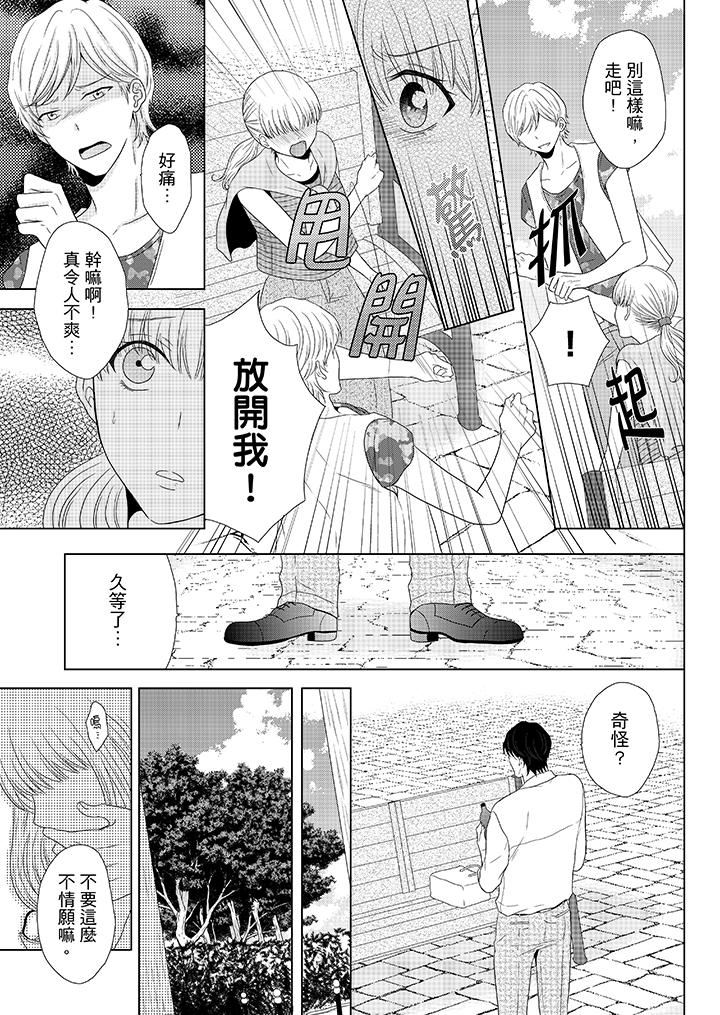 別這樣嘛，
走吧！
抓
起
！
驚
甩
開
放開我！
好痛…
幹嘛啊！
真令人不爽…
久等了…
奇怪？
嗚…
不要這麼
不情願嘛。